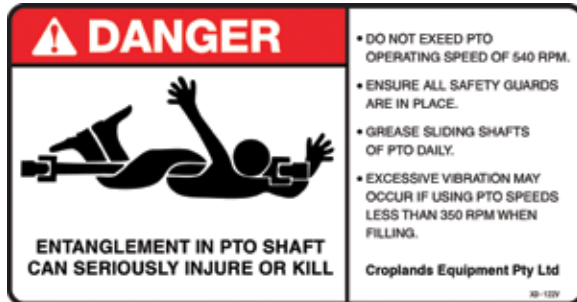 DANGER
ENTANGLEMENT IN PTO SHAFT
CAN SERIOUSLY INJURE OR KILL
• DO NOT EXEED PTO
OPERATING SPEED OF 540 RPM.
• ENSURE ALL SAFETY GUARDS
ARE IN PLACE.
• GREASE SLIDING SHAFTS
OF PTO DAILY.
• EXCESSIVE VIBRATION MAY
OCCUR IF USING PTO SPEEDS
LESS THAN 350 RPM WHEN
FILLING.
Croplands Equipment Pty Ltd